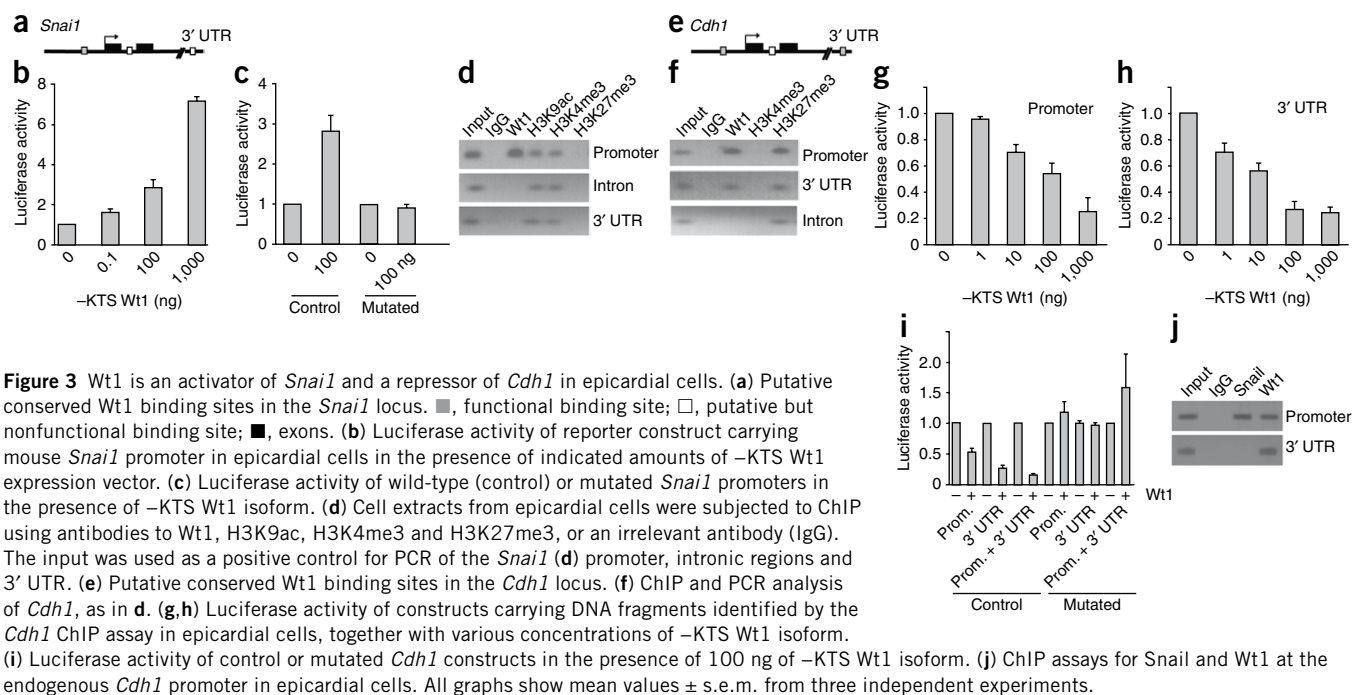 a
Snai1
3′ UTR
b
Luciferase activity
8
6
4
2
0
0
0.1
100
1,000
–KTS Wt1 (ng)
c
Luciferase activity
4
3
2
1
0
0
100
0
100 ng
Control
Mutated
d
Input
IgG
Wt1
H3K9ac
H3K4me3
H3K27me3
Promoter
Intron
3′ UTR
e
Cdh1
3′ UTR
f
Input
IgG
Wt1
H3K4me3
H3K27me3
Promoter
3′ UTR
Intron
g
Luciferase activity
1.0
0.8
0.6
0.4
0.2
0
Promoter
0
1
10
100
1,000
–KTS Wt1 (ng)
h
Luciferase activity
1.0
0.8
0.6
0.4
0.2
0
3′ UTR
0
1
10
100
1,000
–KTS Wt1 (ng)
i
Luciferase activity
2.0
1.5
1.0
0.5
0
– + – + – + – + – + – + Wt1
Prom.
3′ UTR
Prom. + 3′ UTR
Prom.
3′ UTR
Prom. + 3′ UTR
Control
Mutated
j
Input
IgG
Snail
Wt1
Promoter
3′ UTR
Figure 3 Wt1 is an activator of Snai1 and a repressor of Cdh1 in epicardial cells. (a) Putative
conserved Wt1 binding sites in the Snai1 locus. ■, functional binding site; □, putative but
nonfunctional binding site; ■, exons. (b) Luciferase activity of reporter construct carrying
mouse Snai1 promoter in epicardial cells in the presence of indicated amounts of –KTS Wt1
expression vector. (c) Luciferase activity of wild-type (control) or mutated Snai1 promoters in
the presence of –KTS Wt1 isoform. (d) Cell extracts from epicardial cells were subjected to ChIP
using antibodies to Wt1, H3K9ac, H3K4me3 and H3K27me3, or an irrelevant antibody (IgG).
The input was used as a positive control for PCR of the Snai1 (d) promoter, intronic regions and
3′ UTR. (e) Putative conserved Wt1 binding sites in the Cdh1 locus. (f) ChIP and PCR analysis
of Cdh1, as in d. (g,h) Luciferase activity of constructs carrying DNA fragments identified by the
Cdh1 ChIP assay in epicardial cells, together with various concentrations of –KTS Wt1 isoform.
(i) Luciferase activity of control or mutated Cdh1 constructs in the presence of 100 ng of –KTS Wt1 isoform. (j) ChIP assays for Snail and Wt1 at the
endogenous Cdh1 promoter in epicardial cells. All graphs show mean values ± s.e.m. from three independent experiments.